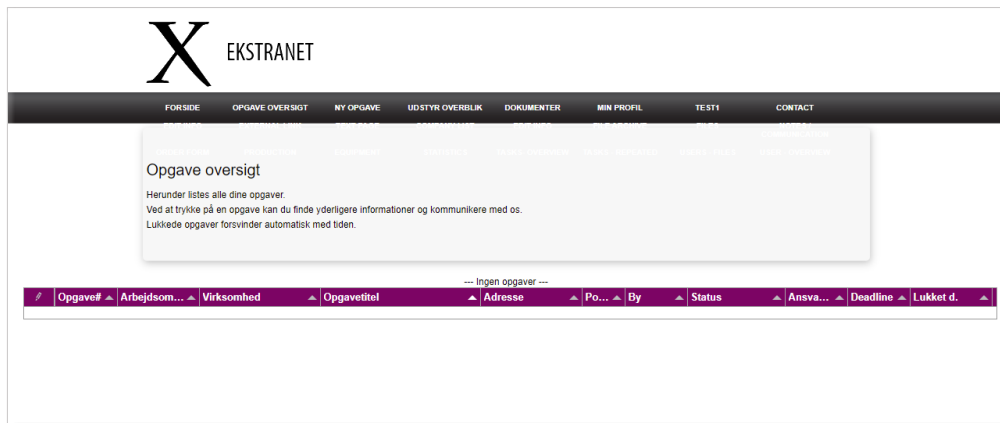 X EKSTRANET
FORSIDE OPGAVE OVERSIGT NY OPGAVE UDSTYR OVERBLIK DOKUMENTER MIN PROFIL TEST1 CONTACT
Opgave oversigt
Herunder listes alle dine opgaver.
Ved at trykke på en opgave kan du finde yderligere informationer og kommunikere med os.
Lukkede opgaver forsvinder automatisk med tiden.
--- Ingen opgaver ---
Opgave# Arbejdsom... Virksomhed Opgavetitel Adresse Po... By Status Ansva... Deadline Lukket d.